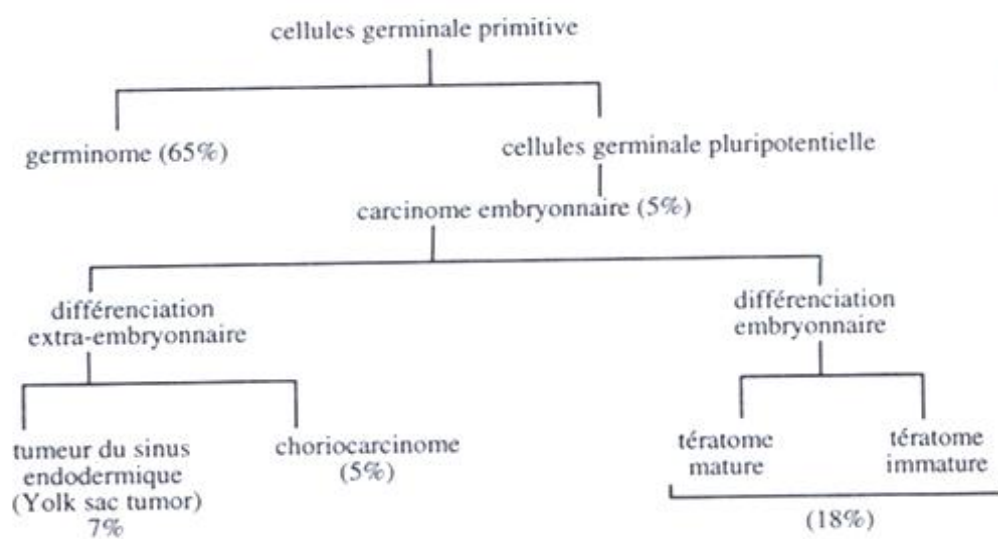 cellules germinale primitive
germinome (65%)
cellules germinale pluripotentielle
carcinome embryonnaire (5%)
différenciation
extra-embryonnaire
différenciation
embryonnaire
tumeur du sinus
endodermique
(Yolk sac tumor)
7%
choriocarcinome
(5%)
tératome
mature
tératome
immature
(18%)